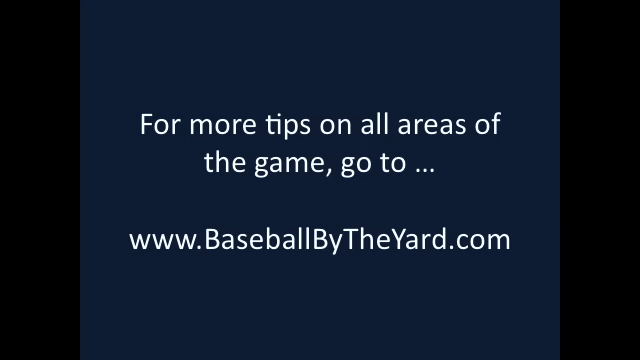 For more tips on all areas of
the game, go to ...
www.BaseballByTheYard.com